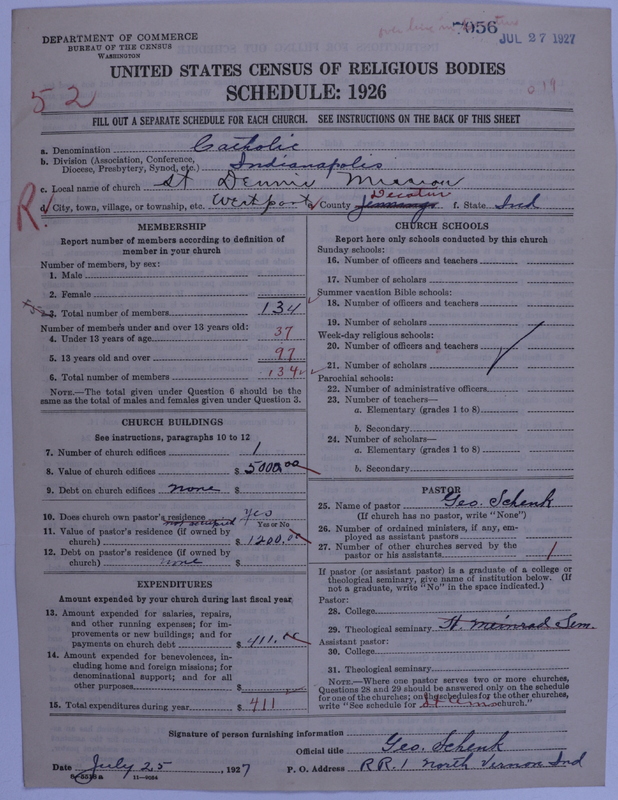 DEPARTMENT OF COMMERCE
BUREAU OF THE CENSUS
WASHINGTON
056
JUL 27 1927
UNITED STATES CENSUS OF RELIGIOUS BODIES
SCHEDULE: 1926
52
019
FILL OUT A SEPARATE SCHEDULE FOR EACH CHURCH. SEE INSTRUCTIONS ON THE BACK OF THIS SHEET
a. Denomination Catholic
b. Division (Association, Conference, Diocese, Presbytery, Synod, etc.) Indianapolis
c. Local name of church St Dennis Mission
R.
d. City, town, village, or township, etc. Westport e. County Jennings Decatur f. State Ind
MEMBERSHIP
Report number of members according to definition of member in your church
Number of members, by sex:
1. Male
2. Female
3. Total number of members 134
Number of members under and over 13 years old:
4. Under 13 years of age 37
5. 13 years old and over 97
6. Total number of members 134
NOTE.—The total given under Question 6 should be the same as the total of males and females given under Question 3.
CHURCH BUILDINGS
See instructions, paragraphs 10 to 12
7. Number of church edifices 1
8. Value of church edifices $ 5000.00
9. Debt on church edifices none $
10. Does church own pastor's residence yes
not occupied Yes or No
11. Value of pastor's residence (if owned by church) $ 1200.00
12. Debt on pastor's residence (if owned by church) none $
EXPENDITURES
Amount expended by church during last fiscal year
13. Amount expended for salaries, repairs, and other running expenses; for improvements or new buildings; and for payments on church debt $ 411.00
14. Amount expended for benevolences, including home and foreign missions; for denominational support; and for all other purposes $
15. Total expenditures during year $ 411
CHURCH SCHOOLS
Report here only schools conducted by this church
Sunday schools:
16. Number of officers and teachers
17. Number of scholars
Summer vacation Bible schools:
18. Number of officers and teachers
19. Number of scholars
Week-day religious schools:
20. Number of officers and teachers
21. Number of scholars
Parochial schools:
22. Number of administrative officers
23. Number of teachers—
a. Elementary (grades 1 to 8)
b. Secondary
24. Number of scholars—
a. Elementary (grades 1 to 8)
b. Secondary
PASTOR
25. Name of pastor Geo. Schenk
(If church has no pastor, write "None")
26. Number of ordained ministers, if any, employed as assistant pastors
27. Number of other churches served by the pastor or his assistants 1
If pastor (or assistant pastor) is a graduate of a college or theological seminary, give name of institution below. (If not a graduate, write "No" in the space indicated.)
Pastor:
28. College
29. Theological seminary St. Meinrad Sem.
Assistant pastor:
30. College
31. Theological seminary
NOTE.—Where one pastor serves two or more churches, Questions 28 and 29 should be answered only on the schedule for one of the churches; on the schedules for the other churches, write "See schedule for St Anns church."
Signature of person furnishing information
Official title Geo. Schenk
Date July 25, 1927 P. O. Address RR. 1 North Vernon Ind
11—9054